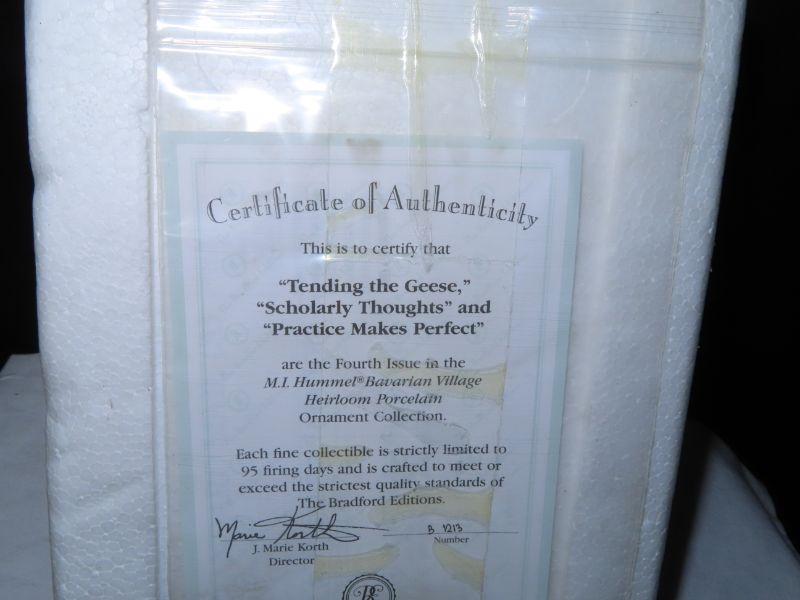 Certificate of Authenticity
This is to certify that
“Tending the Geese,”
“Scholarly Thoughts” and
“Practice Makes Perfect”
are the Fourth Issue in the
M.I. Hummel® Bavarian Village
Heirloom Porcelain
Ornament Collection.
Each fine collectible is strictly limited to
95 firing days and is crafted to meet or
exceed the strictest quality standards of
The Bradford Editions.
Marie Korth B 1213
J. Marie Korth Number
Director